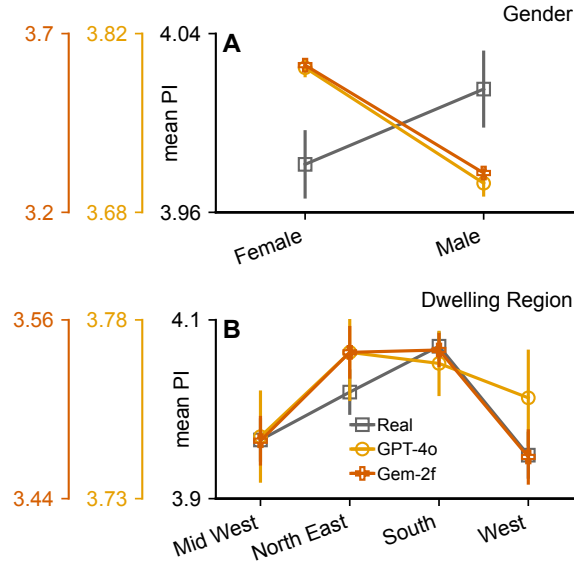 Gender
3.7
3.82
4.04
A
mean PI
3.2
3.68
3.96
Female
Male
Dwelling Region
3.56
3.78
4.1
B
mean PI
Real
GPT-4o
Gem-2f
3.44
3.73
3.9
Mid West
North East
South
West